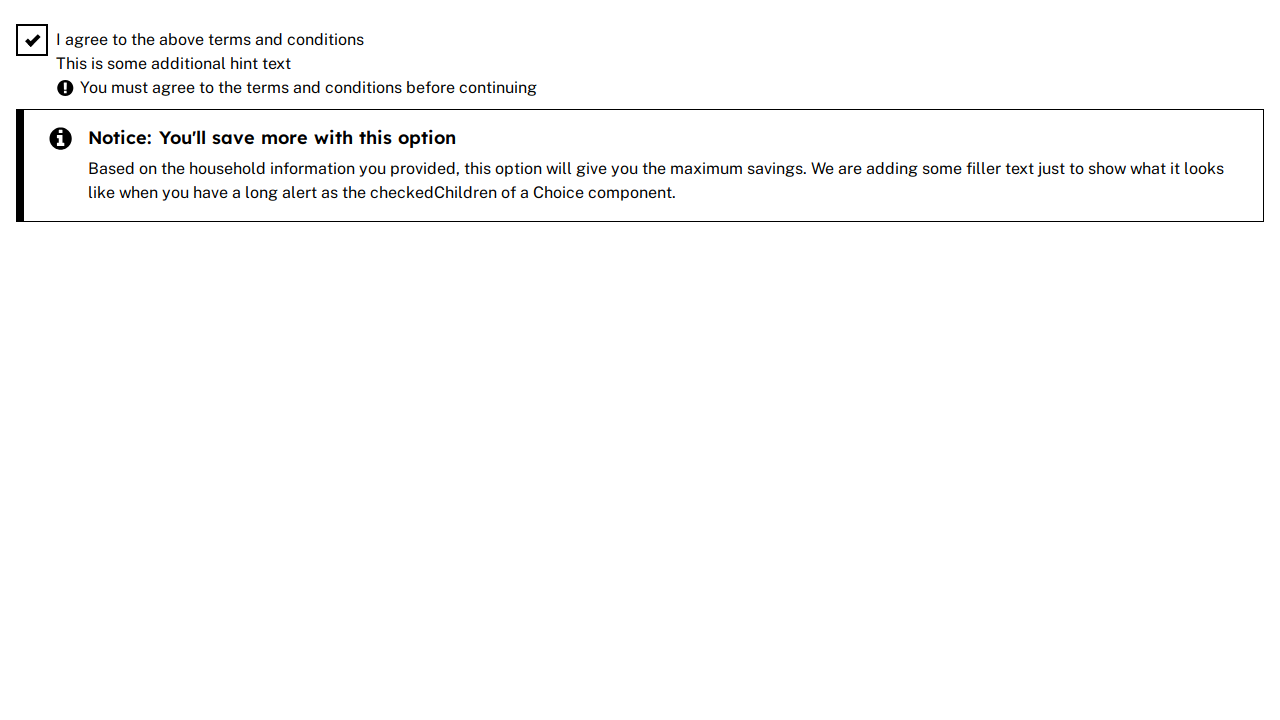 I agree to the above terms and conditions
This is some additional hint text
You must agree to the terms and conditions before continuing
Notice: You'll save more with this option
Based on the household information you provided, this option will give you the maximum savings. We are adding some filler text just to show what it looks
like when you have a long alert as the checkedChildren of a Choice component.